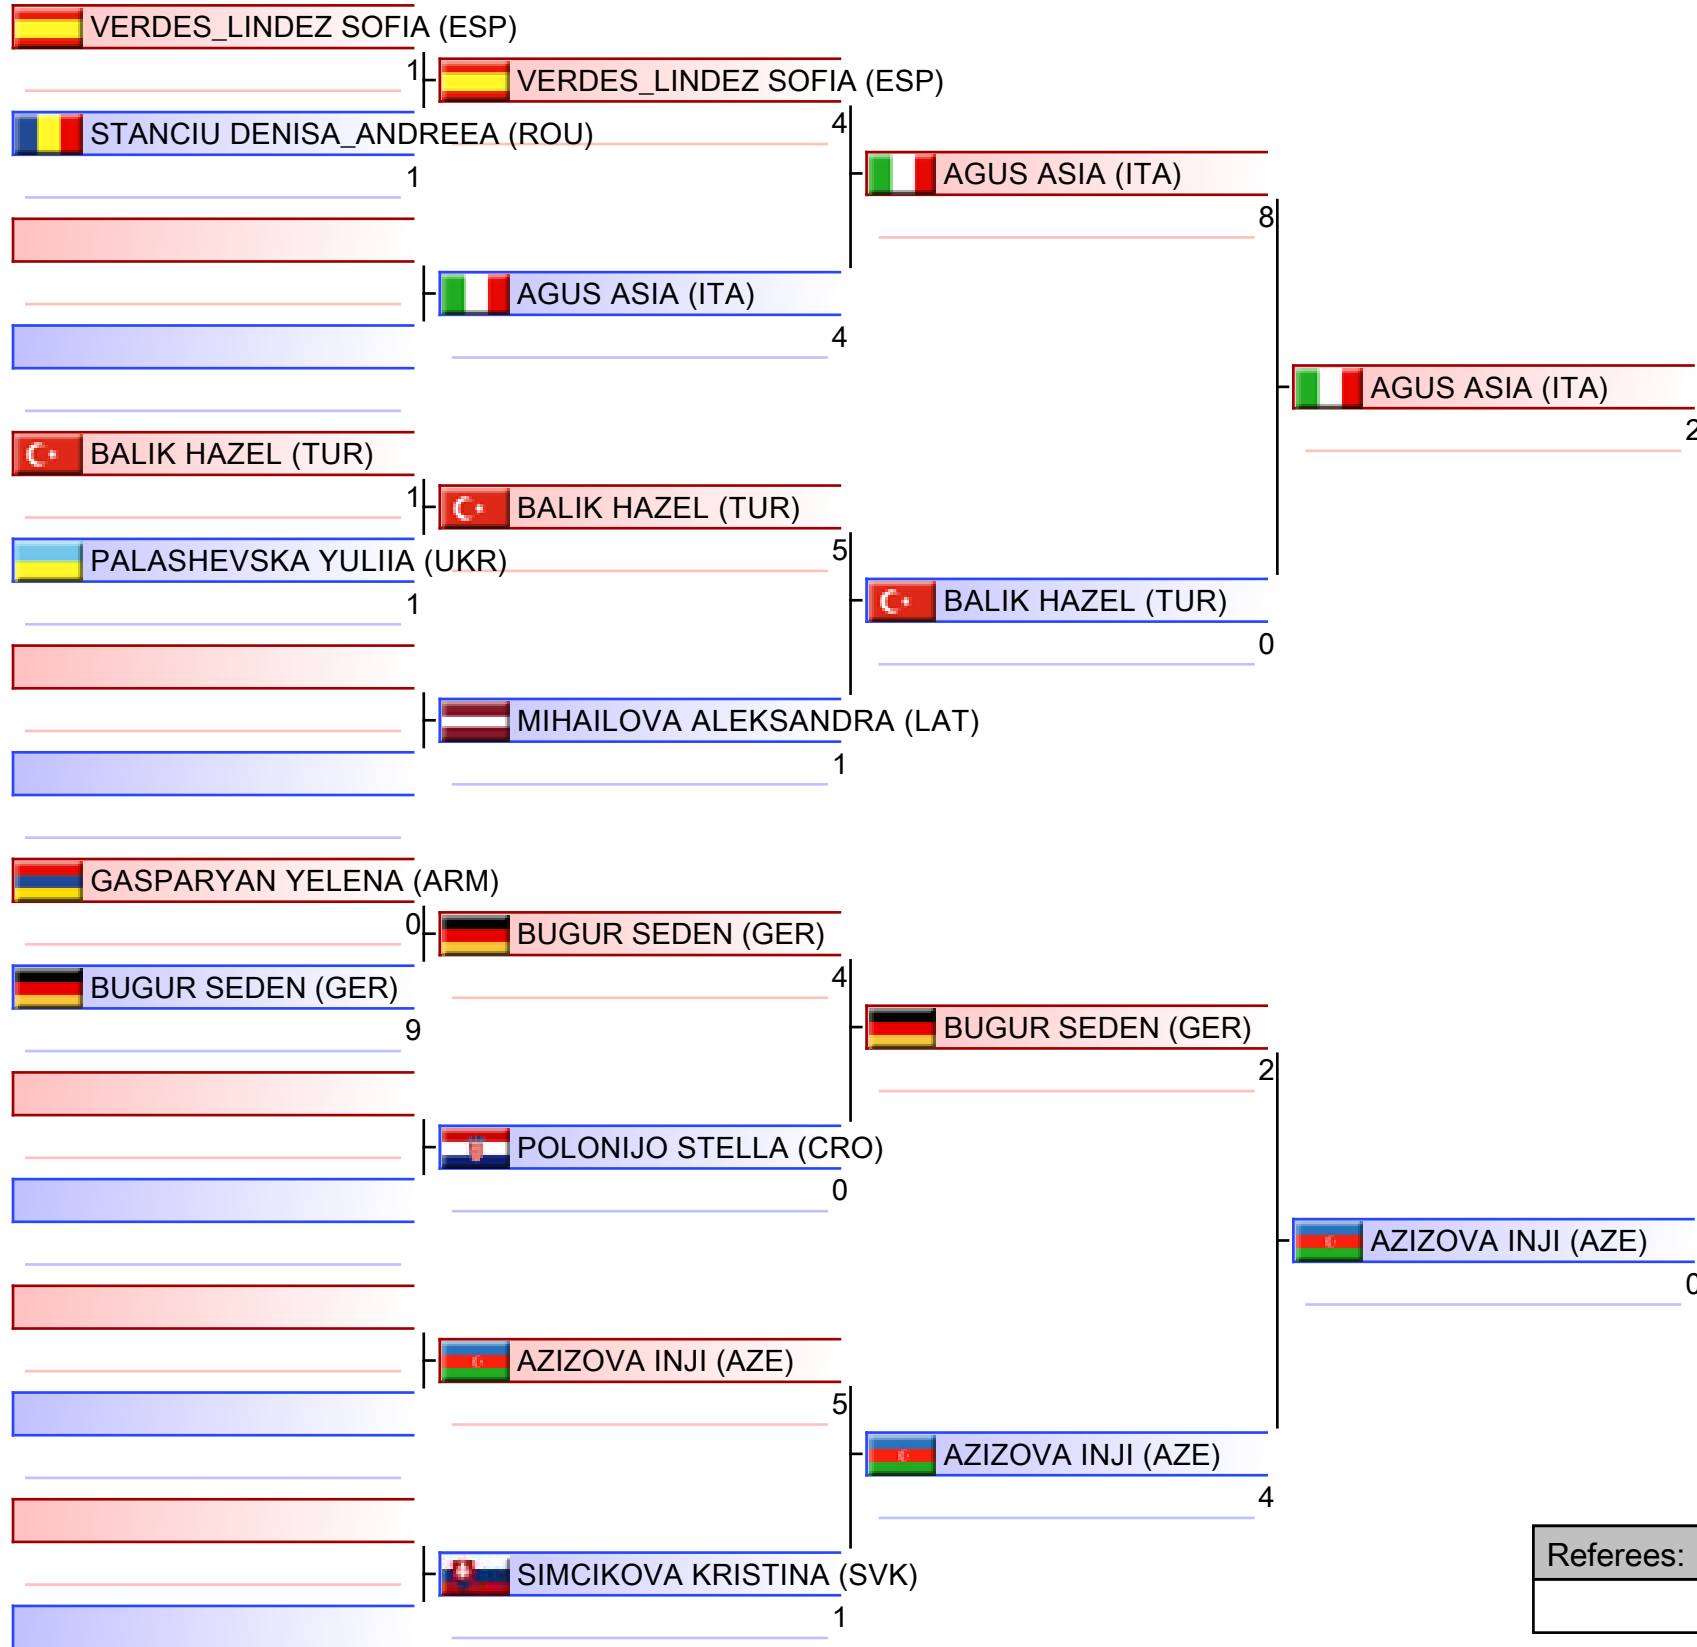 VERDES_LINDEZ SOFIA (ESP)
1
VERDES_LINDEZ SOFIA (ESP)
4
STANCIU DENISA_ANDREEA (ROU)
1
AGUS ASIA (ITA)
8
AGUS ASIA (ITA)
4
AGUS ASIA (ITA)
2
BALIK HAZEL (TUR)
1
BALIK HAZEL (TUR)
5
PALASHEVSKA YULIIA (UKR)
1
BALIK HAZEL (TUR)
0
MIHAILOVA ALEKSANDRA (LAT)
1
GASPARYAN YELENA (ARM)
0
BUGUR SEDEN (GER)
4
BUGUR SEDEN (GER)
9
BUGUR SEDEN (GER)
2
POLONIJO STELLA (CRO)
0
AZIZOVA INJI (AZE)
0
AZIZOVA INJI (AZE)
5
AZIZOVA INJI (AZE)
4
SIMCIKOVA KRISTINA (SVK)
1
Referees: